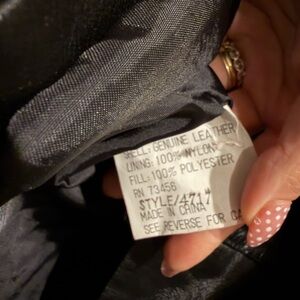 SHELL: GENUINE LEATHER
LINING: 100% NYLON
FILL: 100% POLYESTER
RN 73456
STYLE/4717
MADE IN CHINA
SEE REVERSE FOR CA